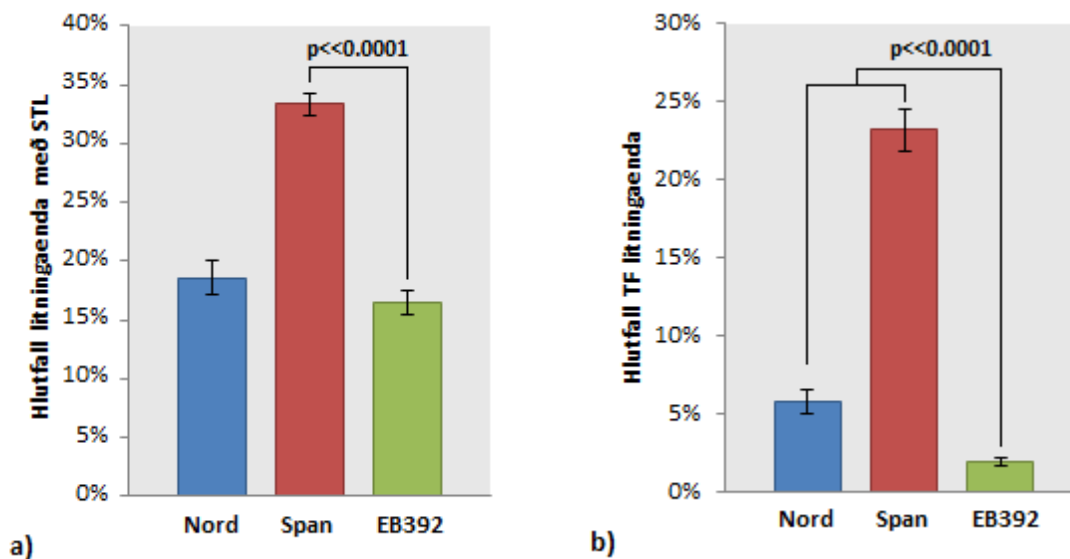 40%
35%
30%
25%
20%
15%
10%
5%
0%
Hlutfall litningaenda með STL
p<<0.0001
Nord Span EB392
a)
30%
25%
20%
15%
10%
5%
0%
Hlutfall TF litningaenda
p<<0.0001
Nord Span EB392
b)